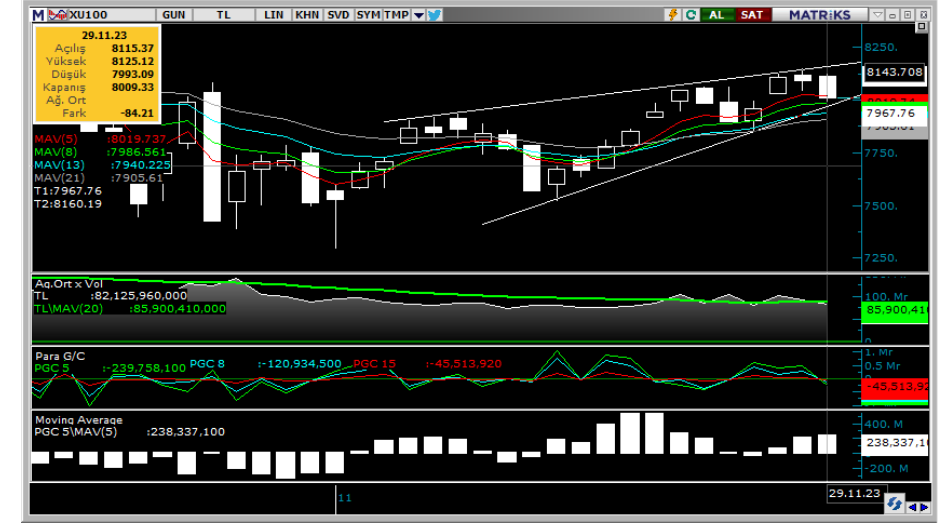 M XU100 GUN TL LIN KHN SVD SYM TMP C AL SAT MATRiKS
29.11.23
Açılış 8115.37
Yüksek 8125.12
Düşük 7993.09
Kapanış 8009.33
Ağ. Ort
Fark -84.21
MAV(5) :8019.737
MAV(8) :7986.561
MAV(13) :7940.225
MAV(21) :7905.61
T1:7967.76
T2:8160.19
8250.
8143.708
7967.76
7750.
7500.
7250.
Ağ.Ort x Vol
TL :82,125,960,000
TL\MAV(20) :85,900,410,000
100. Mr
85,900,41
0
Para G/C
PGC 5 :-239,758,100 PGC 8 :-120,934,500 PGC 15 :-45,513,920
1. Mr
0.5 Mr
-45,513,92
Moving Average
PGC 5\MAV(5) :238,337,100
400. M
238,337,1
-200. M
11
29.11.23